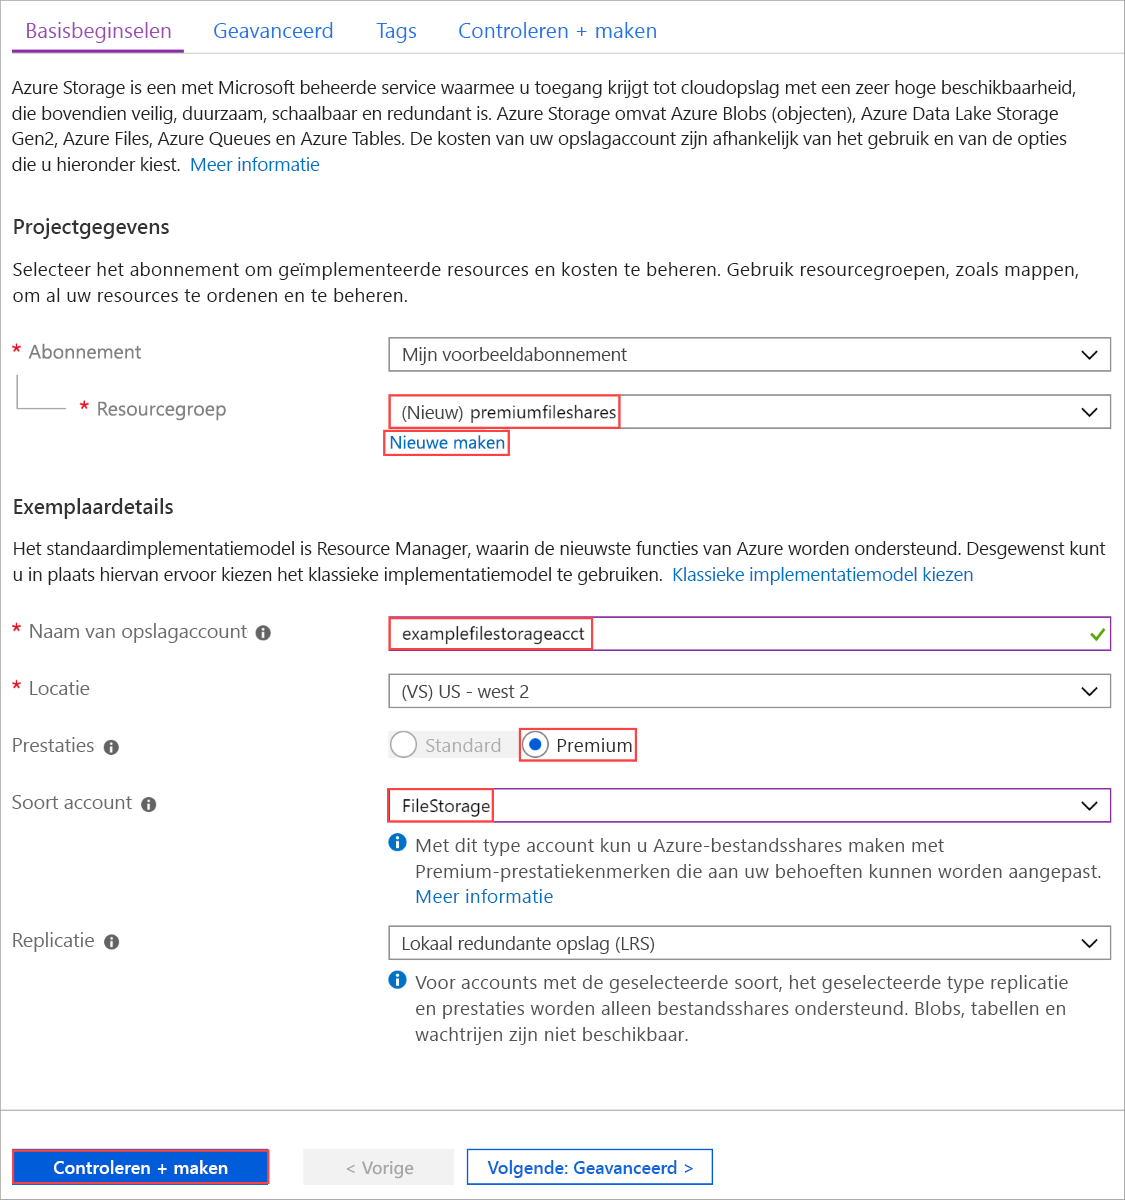 Basisbeginselen Geavanceerd Tags Controleren + maken
Azure Storage is een met Microsoft beheerde service waarmee u toegang krijgt tot cloudopslag met een zeer hoge beschikbaarheid,
die bovendien veilig, duurzaam, schaalbaar en redundant is. Azure Storage omvat Azure Blobs (objecten), Azure Data Lake Storage
Gen2, Azure Files, Azure Queues en Azure Tables. De kosten van uw opslagaccount zijn afhankelijk van het gebruik en van de opties
die u hieronder kiest. Meer informatie
Projectgegevens
Selecteer het abonnement om geïmplementeerde resources en kosten te beheren. Gebruik resourcegroepen, zoals mappen,
om al uw resources te ordenen en te beheren.
* Abonnement Mijn voorbeeldabonnement
* Resourcegroep (Nieuw) premiumfileshares
Nieuwe maken
Exemplaardetails
Het standaardimplementatiemodel is Resource Manager, waarin de nieuwste functies van Azure worden ondersteund. Desgewenst kunt
u in plaats hiervan ervoor kiezen het klassieke implementatiemodel te gebruiken. Klassieke implementatiemodel kiezen
* Naam van opslagaccount examplefilestorageacct
* Locatie (VS) US - west 2
Prestaties Standard Premium
Soort account FileStorage
Met dit type account kun u Azure-bestandsshares maken met
Premium-prestatiekenmerken die aan uw behoeften kunnen worden aangepast.
Meer informatie
Replicatie Lokaal redundante opslag (LRS)
Voor accounts met de geselecteerde soort, het geselecteerde type replicatie
en prestaties worden alleen bestandsshares ondersteund. Blobs, tabellen en
wachtrijen zijn niet beschikbaar.
Controleren + maken < Vorige Volgende: Geavanceerd >